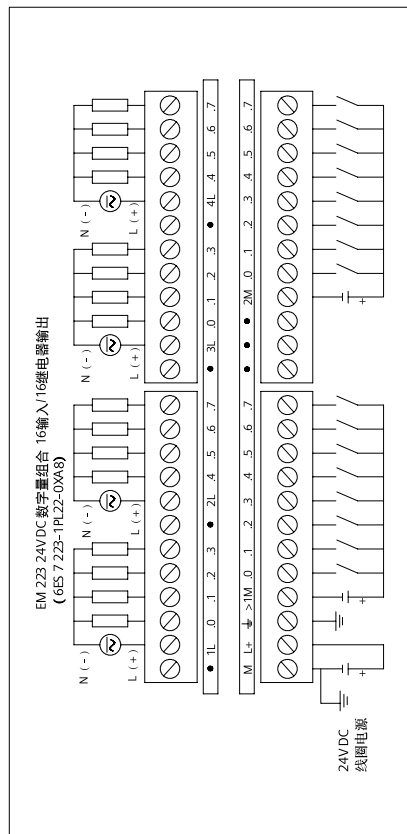 EM 223 24VDC 数字量组合 16输入/16继电器输出
( 6ES 7 223-1PL22-0XA8)
N (–) N (–) N (–) N (–)
L (+) L (+) L (+) L (+)
● 1L .0 .1 .2 .3 ● 2L .4 .5 .6 .7 ● 3L .0 .1 .2 .3 ● 4L .4 .5 .6 .7
M L+ ⏚ >1M .0 .1 .2 .3 .4 .5 .6 .7 ● ● ● 2M .0 .1 .2 .3 .4 .5 .6 .7
+ + +
24VDC
线圈电源